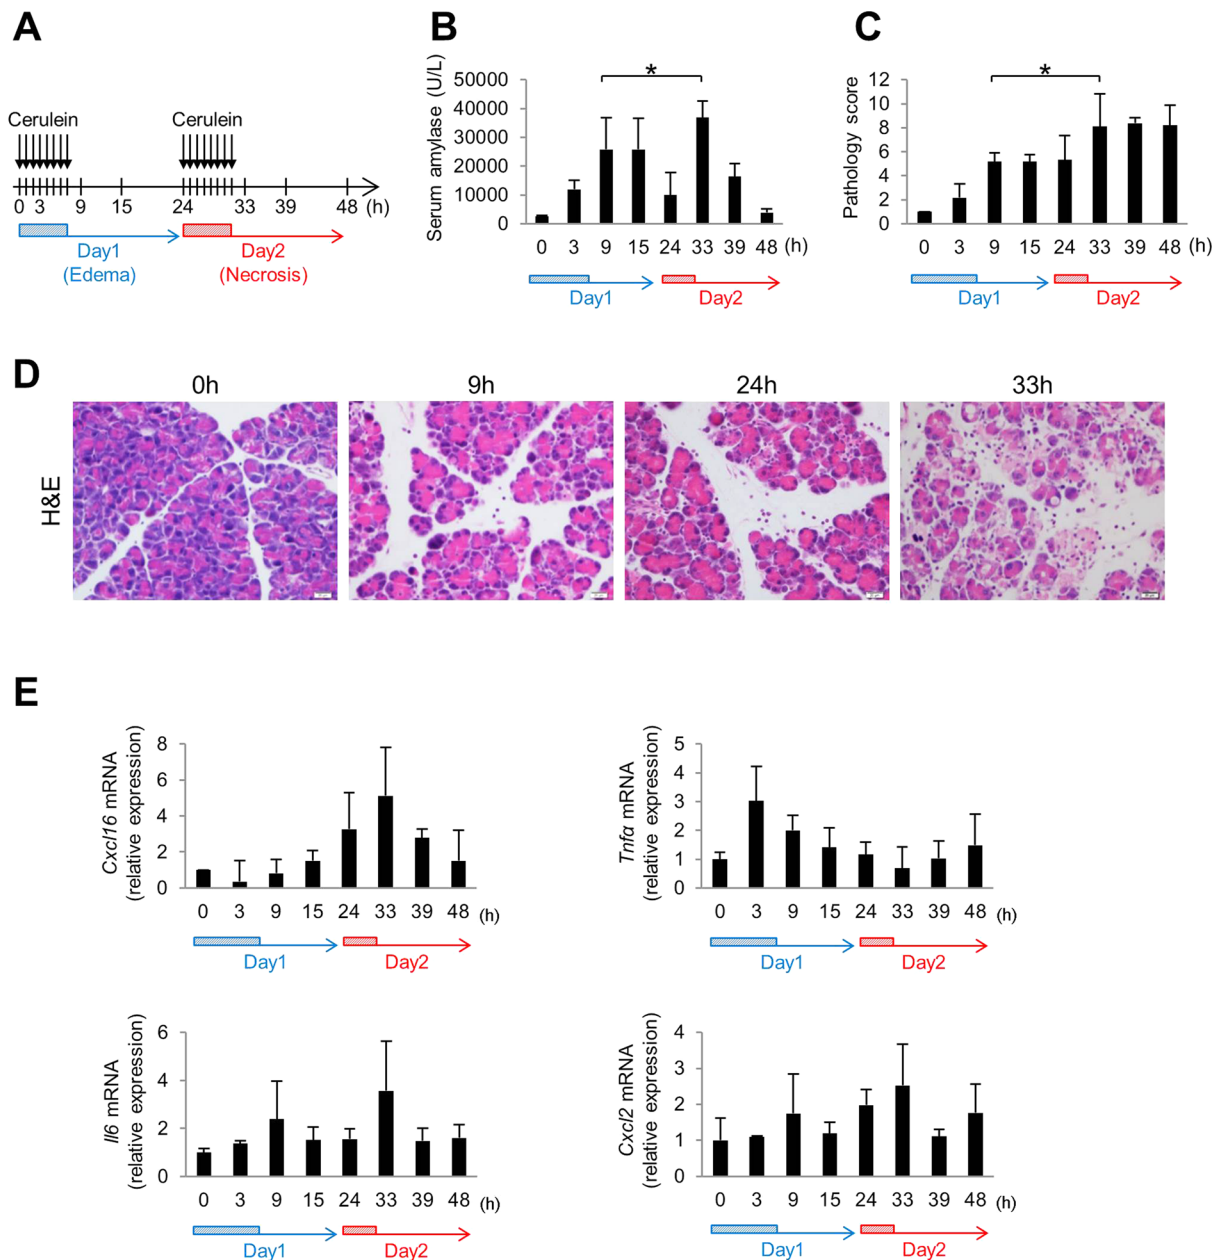 A
Cerulein Cerulein
0 3 9 15 24 33 39 48 (h)
Day1
(Edema)
Day2
(Necrosis)
B
Serum amylase (U/L)
50000
40000
30000
20000
10000
0
0 3 9 15 24 33 39 48 (h)
*
Day1 Day2
C
Pathology score
12
10
8
6
4
2
0
0 3 9 15 24 33 39 48 (h)
*
Day1 Day2
D
0h 9h 24h 33h
H&E
E
Cxcl16 mRNA
(relative expression)
8
6
4
2
0
0 3 9 15 24 33 39 48 (h)
Day1 Day2
Tnfα mRNA
(relative expression)
5
4
3
2
1
0
0 3 9 15 24 33 39 48 (h)
Day1 Day2
Il6 mRNA
(relative expression)
6
4
2
0
0 3 9 15 24 33 39 48 (h)
Day1 Day2
Cxcl2 mRNA
(relative expression)
4
3
2
1
0
0 3 9 15 24 33 39 48 (h)
Day1 Day2